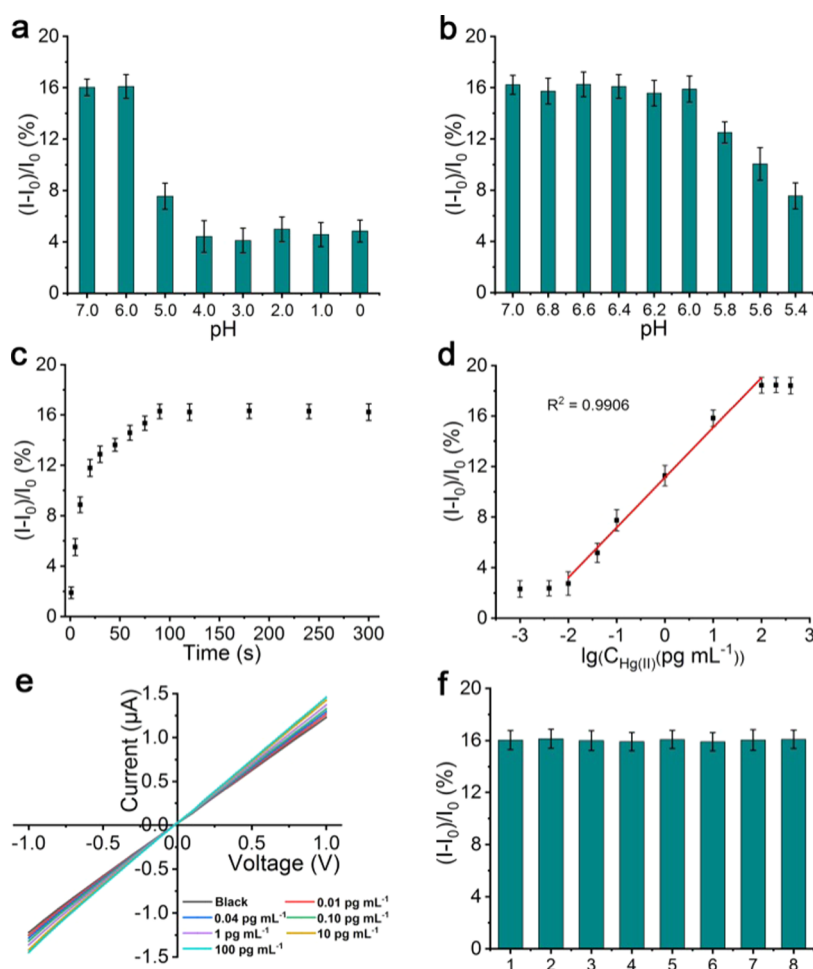 a
20
16
12
8
4
0
(I-I₀)/I₀ (%)
7.0 6.0 5.0 4.0 3.0 2.0 1.0 0
pH
b
20
16
12
8
4
0
(I-I₀)/I₀ (%)
7.0 6.8 6.6 6.4 6.2 6.0 5.8 5.6 5.4
pH
c
20
16
12
8
4
0
(I-I₀)/I₀ (%)
0 50 100 150 200 250 300
Time (s)
d
20
16
12
8
4
0
(I-I₀)/I₀ (%)
R² = 0.9906
-3 -2 -1 0 1 2 3
lg(C_Hg(II)(pg mL⁻¹))
e
1.5
1.0
0.5
-0.0
-0.5
-1.0
-1.5
Current (µA)
-1.0 -0.5 0.0 0.5 1.0
Voltage (V)
Black 0.01 pg mL⁻¹
0.04 pg mL⁻¹ 0.10 pg mL⁻¹
1 pg mL⁻¹ 10 pg mL⁻¹
100 pg mL⁻¹
f
20
16
12
8
4
0
(I-I₀)/I₀ (%)
1 2 3 4 5 6 7 8